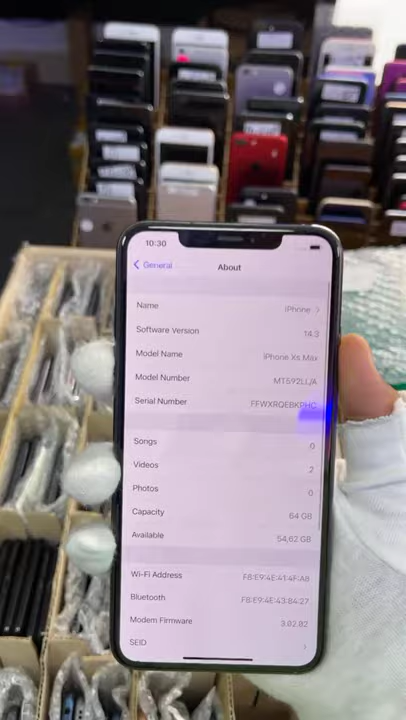 10:30
General
About
Name iPhone
Software Version 14.3
Model Name iPhone Xs Max
Model Number MT592LL/A
Serial Number FFWXRQEBKPHC
Songs 0
Videos 2
Photos 0
Capacity 64 GB
Available 54,62 GB
Wi-Fi Address F8:E9:4E:41:4F:A8
Bluetooth F8:E9:4E:43:84:27
Modem Firmware 3.02.02
SEID